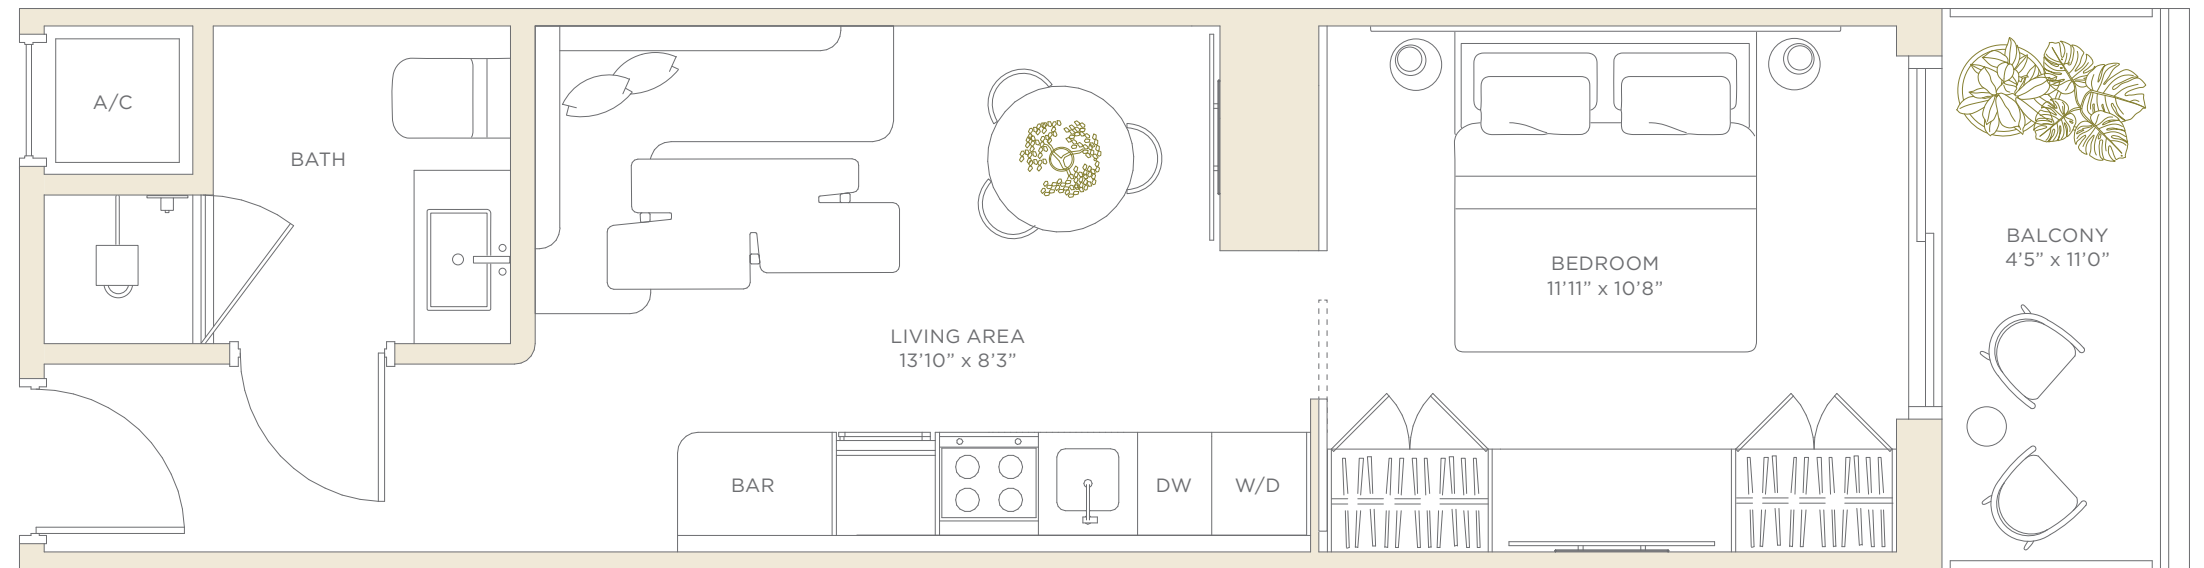 A/C
BATH
LIVING AREA
13’10” x 8’3”
BAR
DW
W/D
BEDROOM
11’11” x 10’8”
BALCONY
4’5” x 11’0”